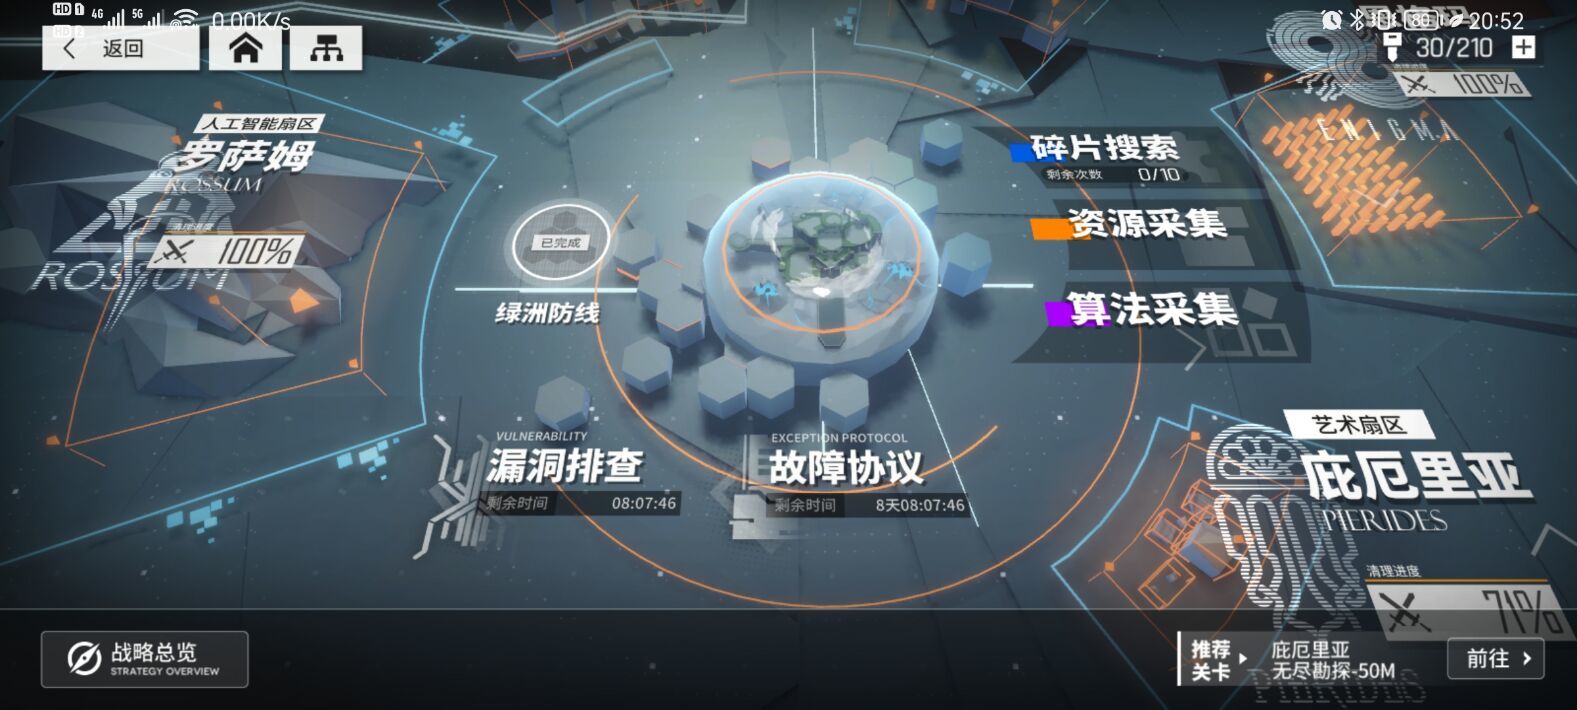 HD 1 4G 5G 0.00K/s
HD 2
80 20:52
返回
30/210
100%
人工智能扇区
罗萨姆
ROSSUM
清理进度
100%
ROSSUM
已完成
绿洲防线
碎片搜索
剩余次数 0/10
资源采集
算法采集
ENIGMA
VULNERABILITY
漏洞排查
剩余时间 08:07:46
EXCEPTION PROTOCOL
故障协议
剩余时间 8天08:07:46
艺术扇区
庇厄里亚
PIERIDES
清理进度
71%
战略总览
STRATEGY OVERVIEW
推荐关卡
庇厄里亚
无尽勘探-50M
前往
PIERIDES